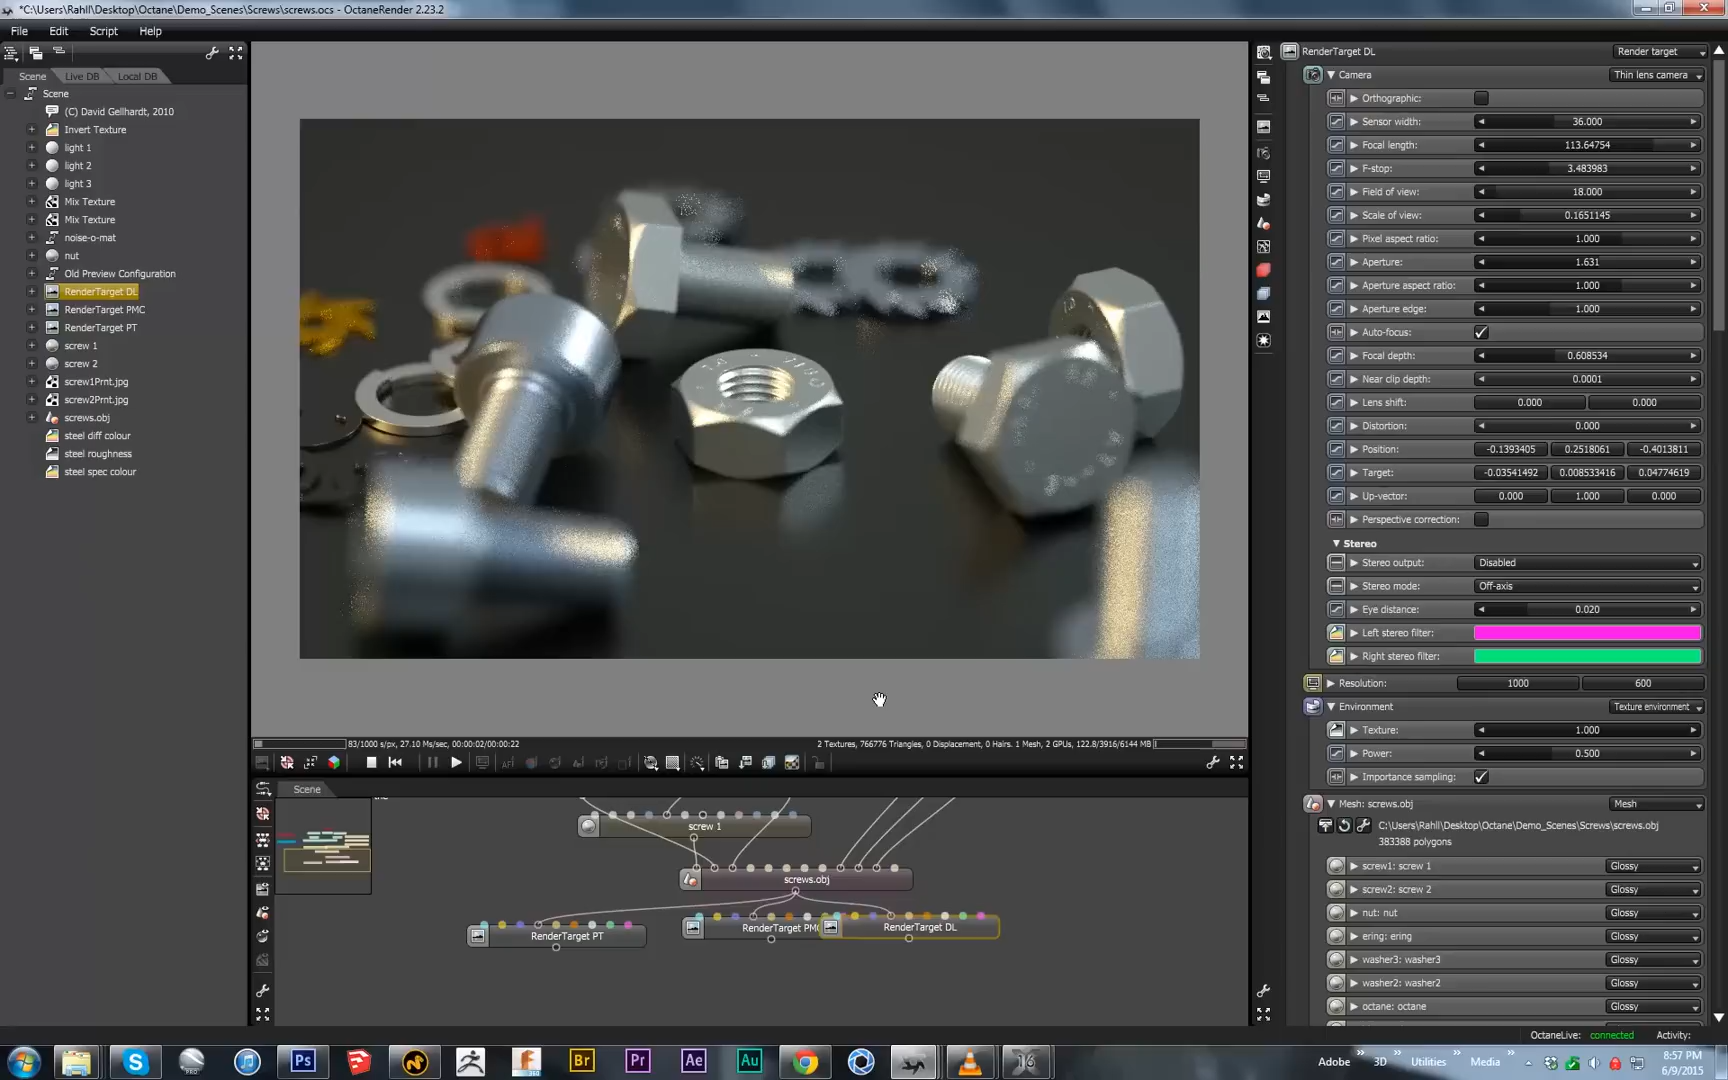 *C:\Users\Rahll\Desktop\Octane\Demo_Scenes\Screws\screws.ocs - OctaneRender 2.23.2
File Edit Script Help
Scene Live DB Local DB
Scene
(C) David Gellhardt, 2010
Invert Texture
light 1
light 2
light 3
Mix Texture
Mix Texture
noise-o-mat
nut
Old Preview Configuration
RenderTarget DL
RenderTarget PMC
RenderTarget PT
screw 1
screw 2
screw1Prnt.jpg
screw2Prnt.jpg
screws.obj
steel diff colour
steel roughness
steel spec colour
83/1000 s/px, 27.10 Ms/sec, 00:00:02/00:00:22
2 Textures, 766776 Triangles, 0 Displacement, 0 Hairs. 1 Mesh, 2 GPUs, 122.8/3916/6144 MB
Scene
screw 1
screws.obj
RenderTarget PT
RenderTarget PMC
RenderTarget DL
RenderTarget DL Render target
Camera Thin lens camera
Orthographic:
Sensor width: 36.000
Focal length: 113.64754
F-stop: 3.483983
Field of view: 18.000
Scale of view: 0.1651145
Pixel aspect ratio: 1.000
Aperture: 1.631
Aperture aspect ratio: 1.000
Aperture edge: 1.000
Auto-focus:
Focal depth: 0.608534
Near clip depth: 0.0001
Lens shift: 0.000 0.000
Distortion: 0.000
Position: -0.1393405 0.2518061 -0.4013811
Target: -0.03541492 0.008533416 0.04774619
Up-vector: 0.000 1.000 0.000
Perspective correction:
Stereo
Stereo output: Disabled
Stereo mode: Off-axis
Eye distance: 0.020
Left stereo filter:
Right stereo filter:
Resolution: 1000 600
Environment Texture environment
Texture: 1.000
Power: 0.500
Importance sampling:
Mesh: screws.obj Mesh
C:\Users\Rahll\Desktop\Octane\Demo_Scenes\Screws\screws.obj
383388 polygons
screw1: screw 1 Glossy
screw2: screw 2 Glossy
nut: nut Glossy
ering: ering Glossy
washer3: washer3 Glossy
washer2: washer2 Glossy
octane: octane Glossy
OctaneLive: connected Activity:
Ps Br Pr Ae Au
Adobe 3D Utilities Media
8:57 PM
6/9/2015